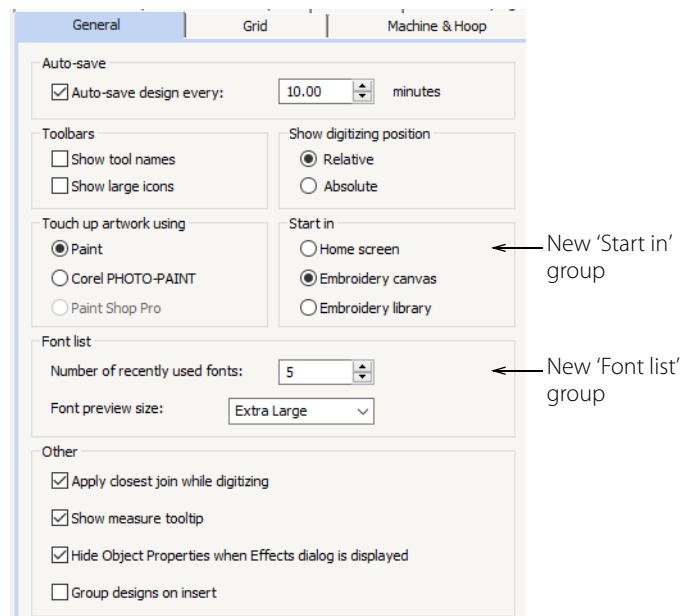 General Grid Machine & Hoop
Auto-save
Auto-save design every: 10.00 minutes
Toolbars
Show tool names
Show large icons
Show digitizing position
Relative
Absolute
Touch up artwork using
Paint
Corel PHOTO-PAINT
Paint Shop Pro
Start in
Home screen
Embroidery canvas
Embroidery library
New ‘Start in’
group
Font list
Number of recently used fonts: 5
Font preview size: Extra Large
New ‘Font list’
group
Other
Apply closest join while digitizing
Show measure tooltip
Hide Object Properties when Effects dialog is displayed
Group designs on insert